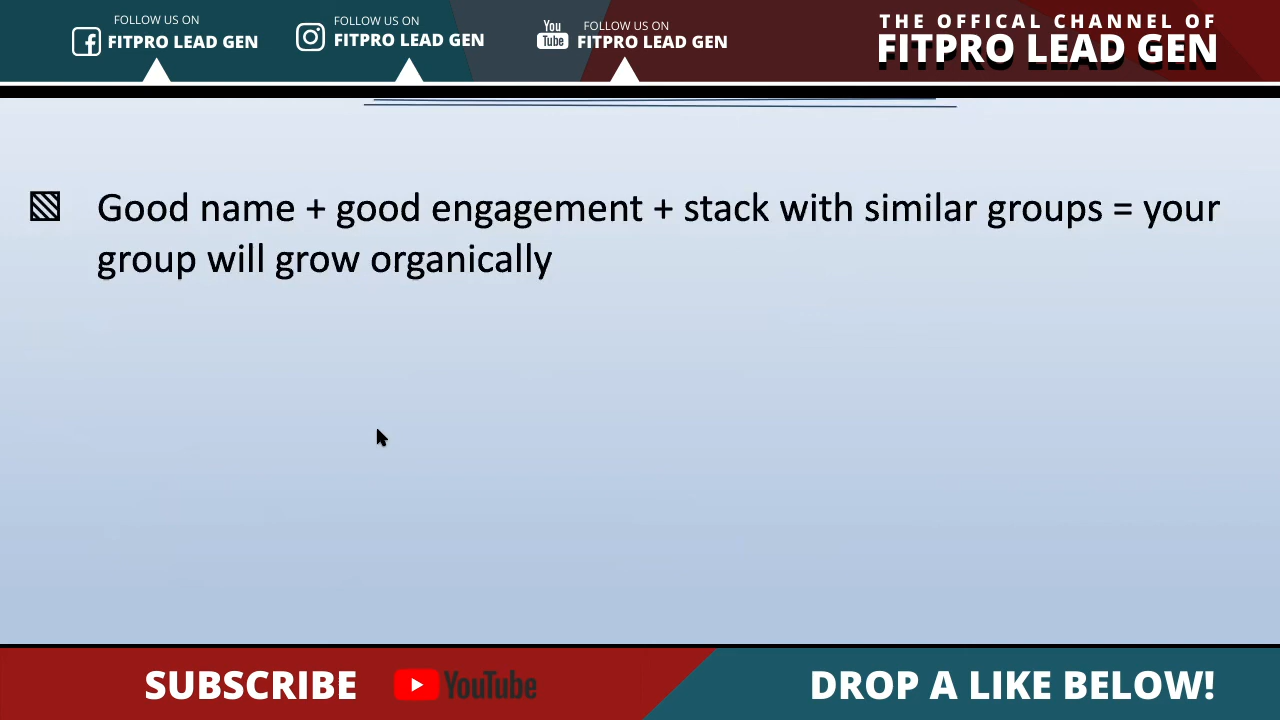 FOLLOW US ON
FITPRO LEAD GEN
FOLLOW US ON
FITPRO LEAD GEN
You
Tube
FOLLOW US ON
FITPRO LEAD GEN
THE OFFICAL CHANNEL OF
FITPRO LEAD GEN
Good name + good engagement + stack with similar groups = your
group will grow organically
SUBSCRIBE
YouTube
DROP A LIKE BELOW!